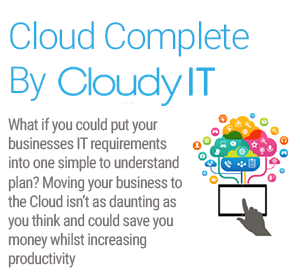 Cloud Complete
By Cloudy IT
What if you could put your
businesses IT requirements
into one simple to understand
plan? Moving your business to
the Cloud isn't as daunting as
you think and could save you
money whilst increasing
productivity